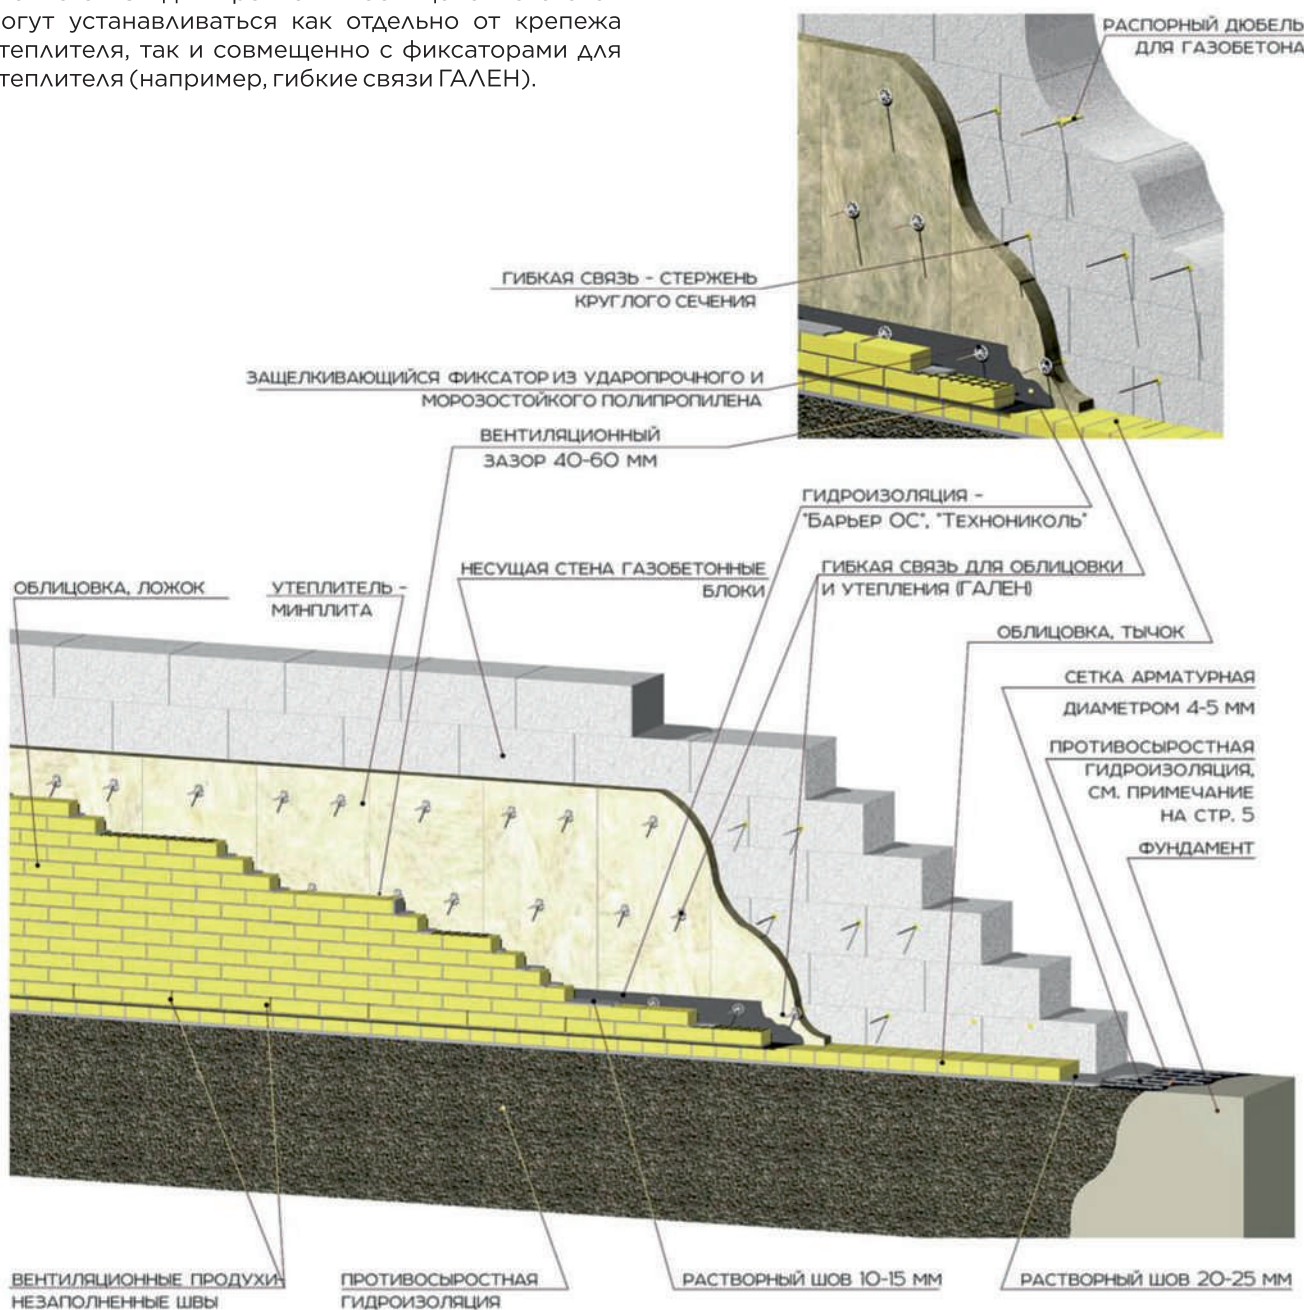 огут устанавливаться как отдельно от крепежа
теплителя, так и совмещенно с фиксаторами для
теплителя (например, гибкие связи ГАЛЕН).
РАСПОРНЫЙ ДЮБЕЛЬ
ДЛЯ ГАЗОБЕТОНА
ГИБКАЯ СВЯЗЬ - СТЕРЖЕНЬ
КРУГЛОГО СЕЧЕНИЯ
ЗАЩЕЛКИВАЮЩИЙСЯ ФИКСАТОР ИЗ УДАРОПРОЧНОГО И
МОРОЗОСТОЙКОГО ПОЛИПРОПИЛЕНА
ВЕНТИЛЯЦИОННЫЙ
ЗАЗОР 40-60 ММ
ГИДРОИЗОЛЯЦИЯ -
"БАРЬЕР ОС", "ТЕХНОНИКОЛЬ"
НЕСУЩАЯ СТЕНА ГАЗОБЕТОННЫЕ
БЛОКИ
ГИБКАЯ СВЯЗЬ ДЛЯ ОБЛИЦОВКИ
И УТЕПЛЕНИЯ (ГАЛЕН)
ОБЛИЦОВКА, ЛОЖОК
УТЕПЛИТЕЛЬ -
МИНПЛИТА
ОБЛИЦОВКА, ТЫЧОК
СЕТКА АРМАТУРНАЯ
ДИАМЕТРОМ 4-5 ММ
ПРОТИВОСЫРОСТНАЯ
ГИДРОИЗОЛЯЦИЯ,
СМ. ПРИМЕЧАНИЕ
НА СТР. 5
ФУНДАМЕНТ
ВЕНТИЛЯЦИОННЫЕ ПРОДУХИ-
НЕЗАПОЛНЕННЫЕ ШВЫ
ПРОТИВОСЫРОСТНАЯ
ГИДРОИЗОЛЯЦИЯ
РАСТВОРНЫЙ ШОВ 10-15 ММ
РАСТВОРНЫЙ ШОВ 20-25 ММ